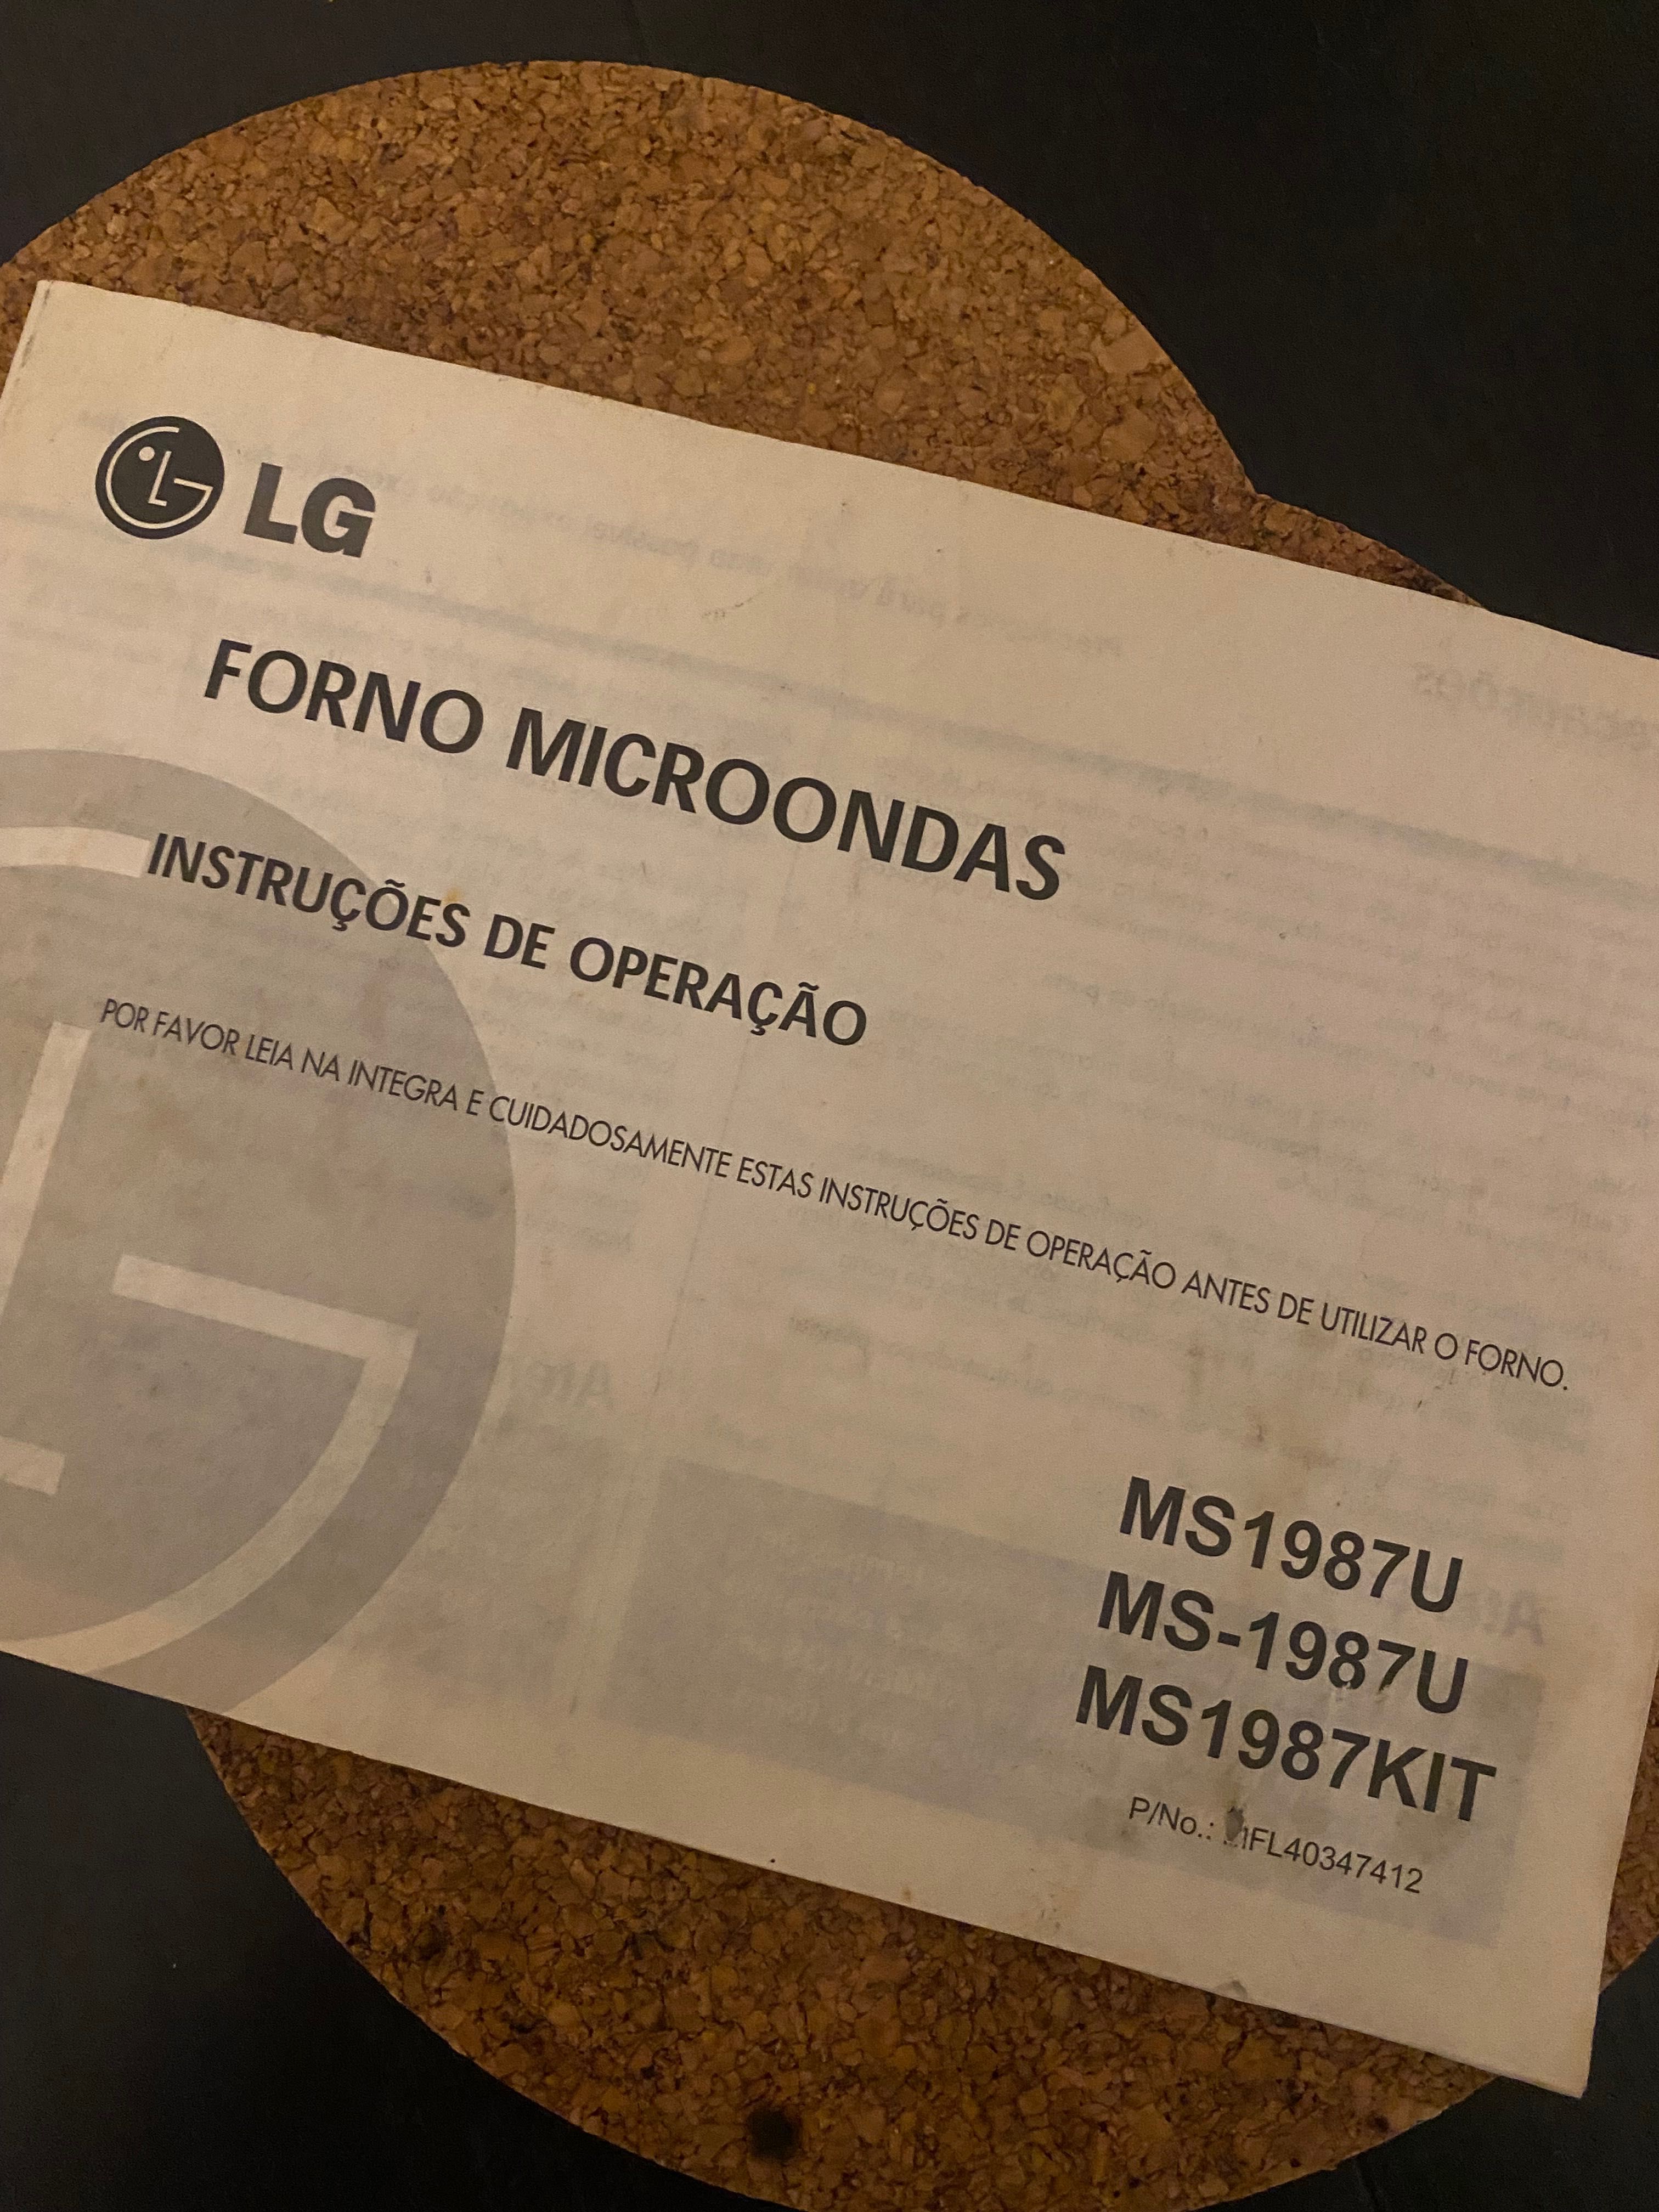 LG
FORNO MICROONDAS
INSTRUÇÕES DE OPERAÇÃO
POR FAVOR LEIA NA INTEGRA E CUIDADOSAMENTE ESTAS INSTRUÇÕES DE OPERAÇÃO ANTES DE UTILIZAR O FORNO.
MS1987U
MS-1987U
MS1987KIT
P/No.: MFL40347412